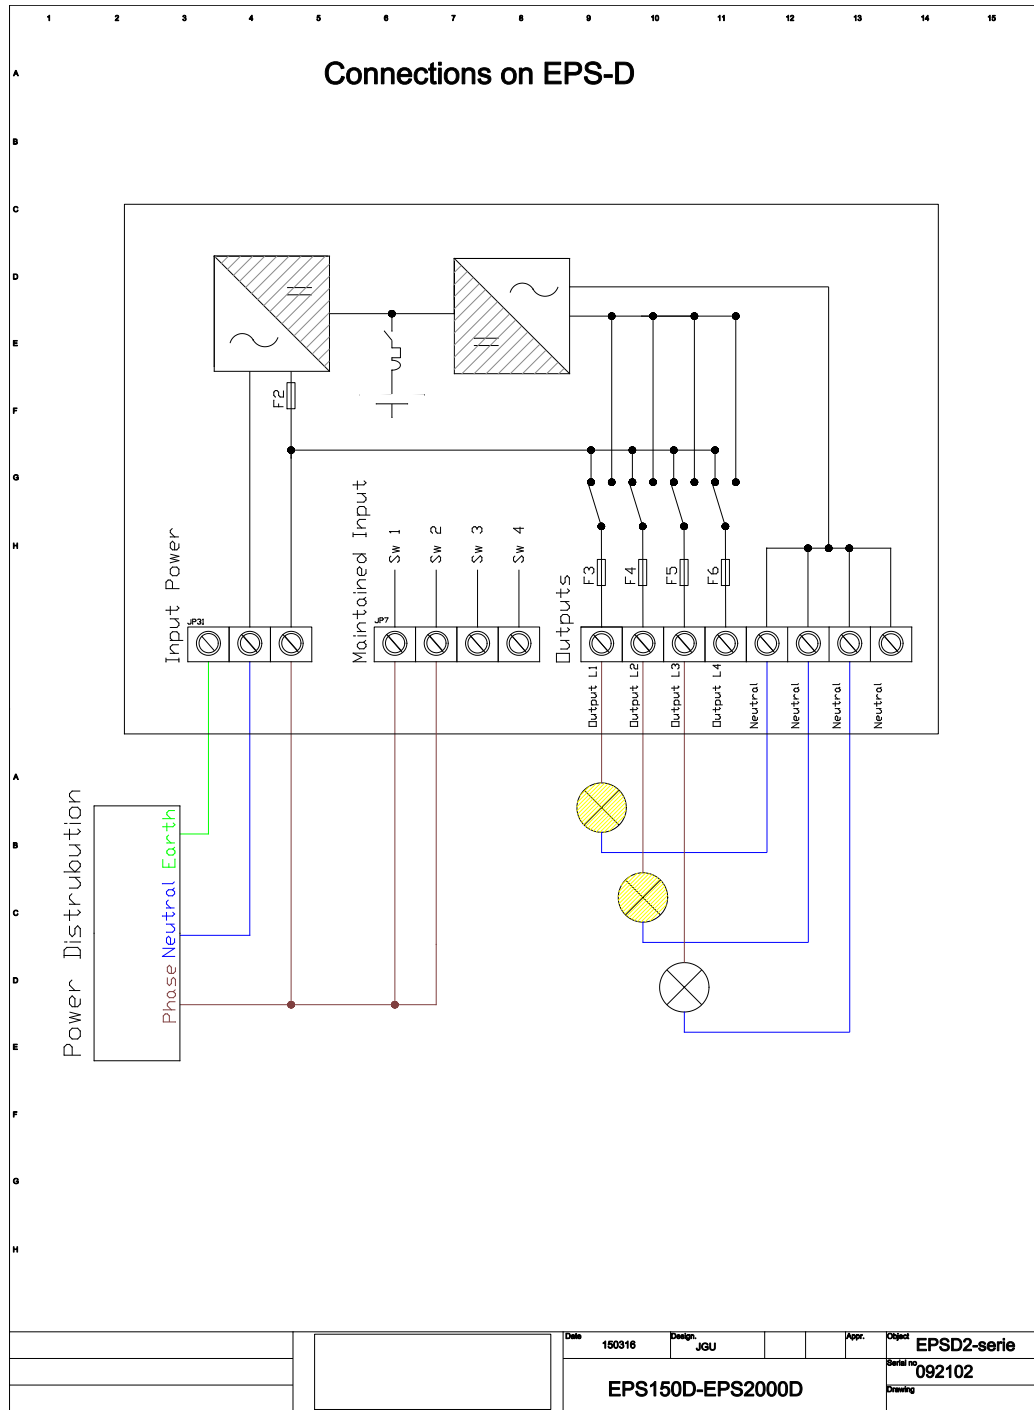 1 2 3 4 5 6 7 8 9 10 11 12 13 14 15
A
Connections on EPS-D
B
C
D
E
F
G
H
F2
Input Power
JP31
Maintained Input
JP7
Sw 1
Sw 2
Sw 3
Sw 4
Outputs
F3
F4
F5
F6
Output L1
Output L2
Output L3
Output L4
Neutral
Neutral
Neutral
Neutral
A
B
C
D
E
F
G
H
Power Distrubution
Earth
Neutral
Phase
Date
150316
Design.
JGU
Appr.
Object
EPSD2-serie
EPS150D-EPS2000D
Serial no
092102
Drawing